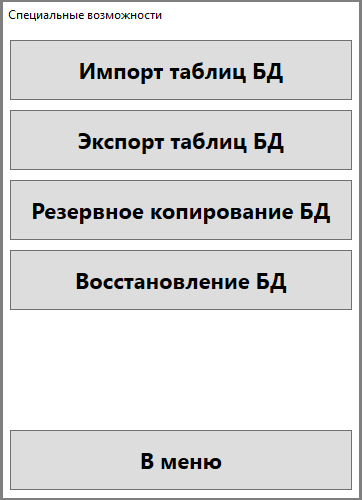 Специальные возможности
Импорт таблиц БД
Экспорт таблиц БД
Резервное копирование БД
Восстановление БД
В меню